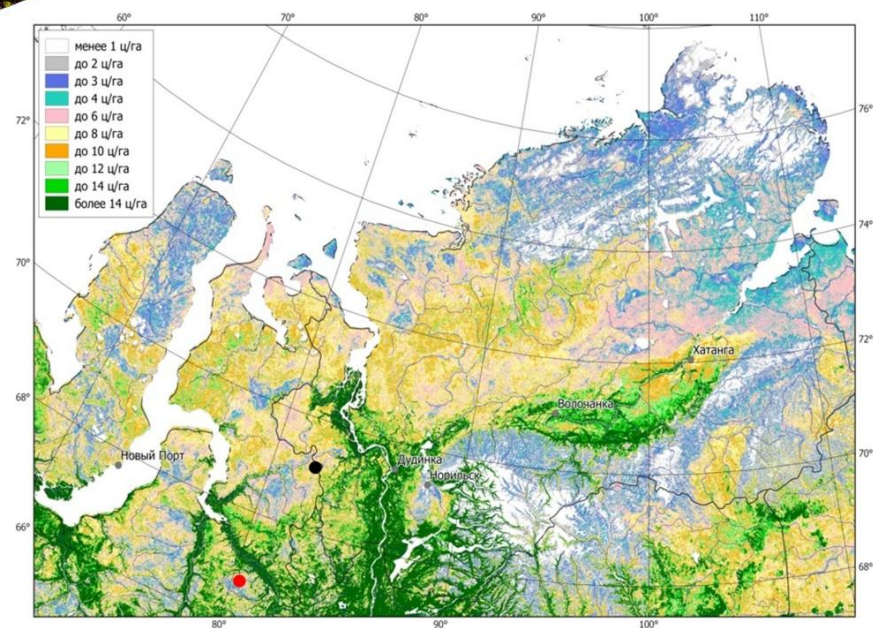 60°
70°
80°
90°
100°
110°
менее 1 ц/га
до 2 ц/га
до 3 ц/га
до 4 ц/га
до 6 ц/га
до 8 ц/га
до 10 ц/га
до 12 ц/га
до 14 ц/га
более 14 ц/га
76°
72°
74°
70°
72°
Хатанга
68°
Волочанка
Новый Порт
Дудинка
70°
Норильск
66°
68°
80°
90°
100°